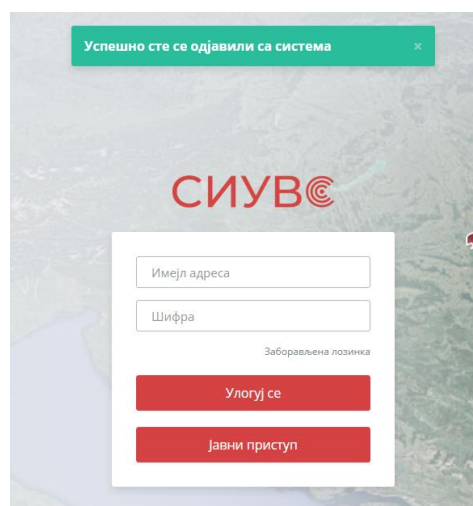 Успешно сте се одјавили са система ×
СИУВС
Имејл адреса
Шифра
Заборављена лозинка
Улогуј се
Јавни приступ